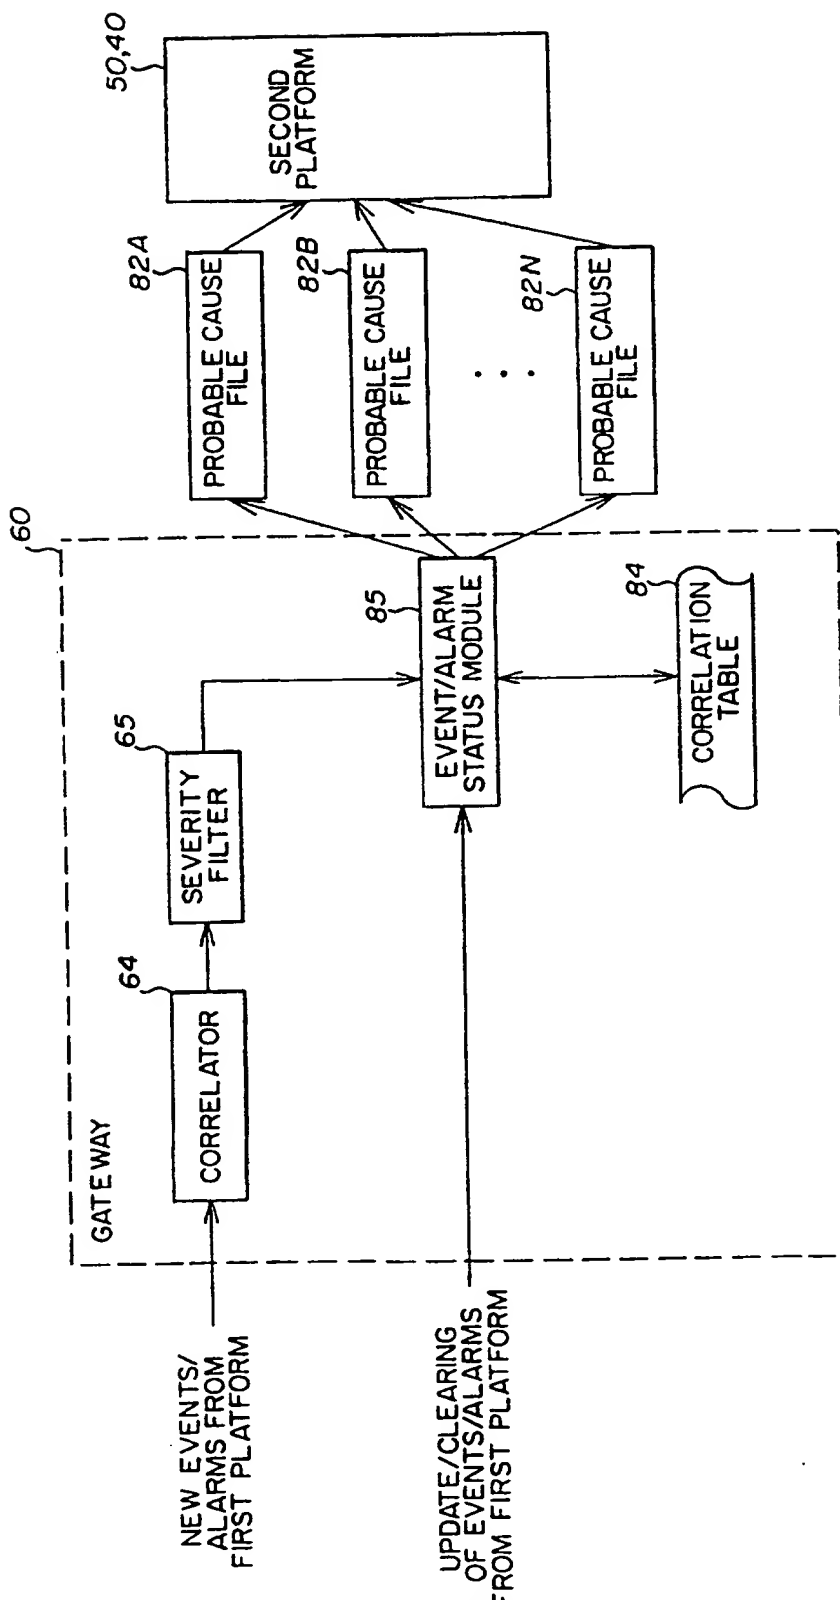 NEW EVENTS/
ALARMS FROM
FIRST PLATFORM
UPDATE/CLEARING
OF EVENTS/ALARMS
FROM FIRST PLATFORM
GATEWAY
60
64
CORRELATOR
65
SEVERITY
FILTER
85
EVENT/ALARM
STATUS MODULE
84
CORRELATION
TABLE
82A
PROBABLE CAUSE
FILE
82B
PROBABLE CAUSE
FILE
. . .
82N
PROBABLE CAUSE
FILE
50,40
SECOND
PLATFORM